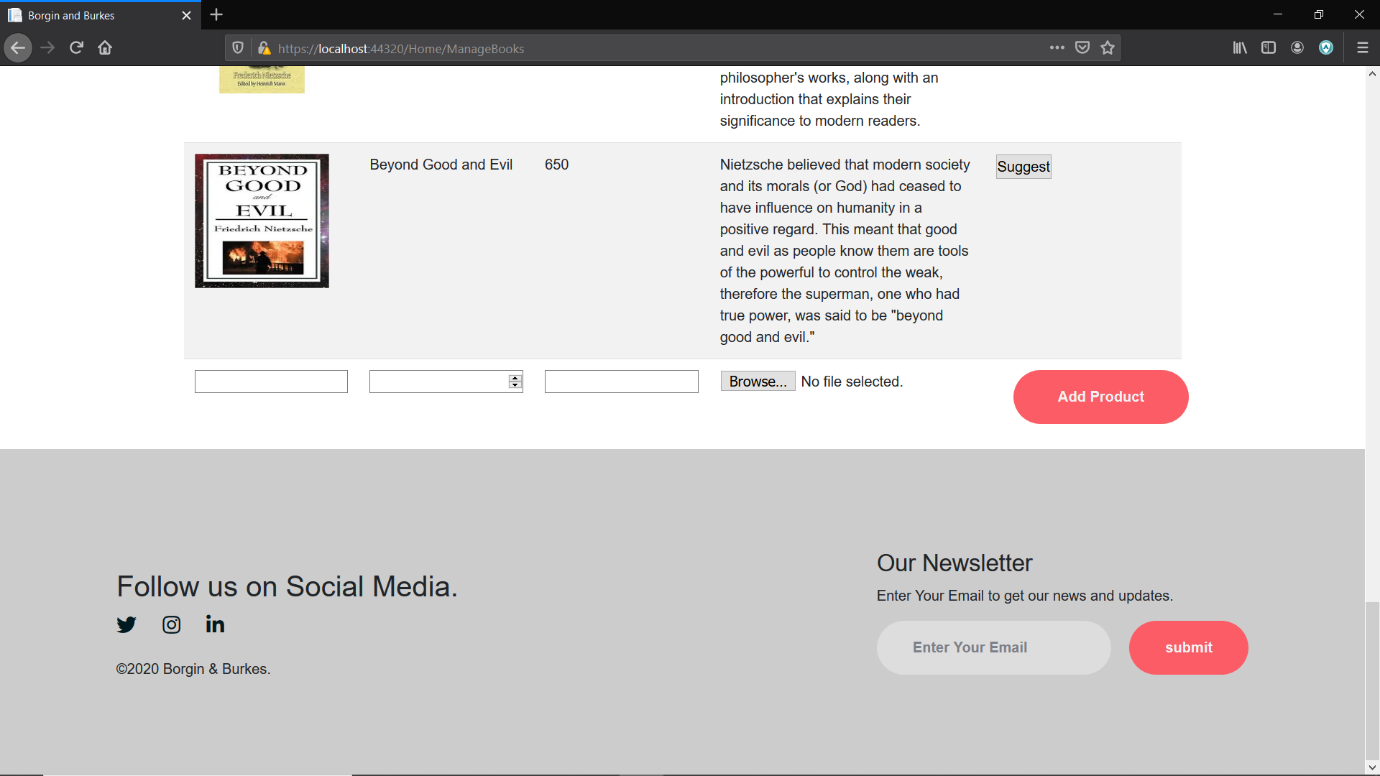 Borgin and Burkes
https://localhost:44320/Home/ManageBooks
Frederich Nietzsche
Edited by Heinrich Mann
philosopher's works, along with an
introduction that explains their
significance to modern readers.
BEYOND
GOOD
and
EVIL
Friedrich Nietzsche
Beyond Good and Evil
650
Nietzsche believed that modern society
and its morals (or God) had ceased to
have influence on humanity in a
positive regard. This meant that good
and evil as people know them are tools
of the powerful to control the weak,
therefore the superman, one who had
true power, was said to be "beyond
good and evil."
Suggest
Browse... No file selected.
Add Product
Follow us on Social Media.
©2020 Borgin & Burkes.
Our Newsletter
Enter Your Email to get our news and updates.
Enter Your Email
submit